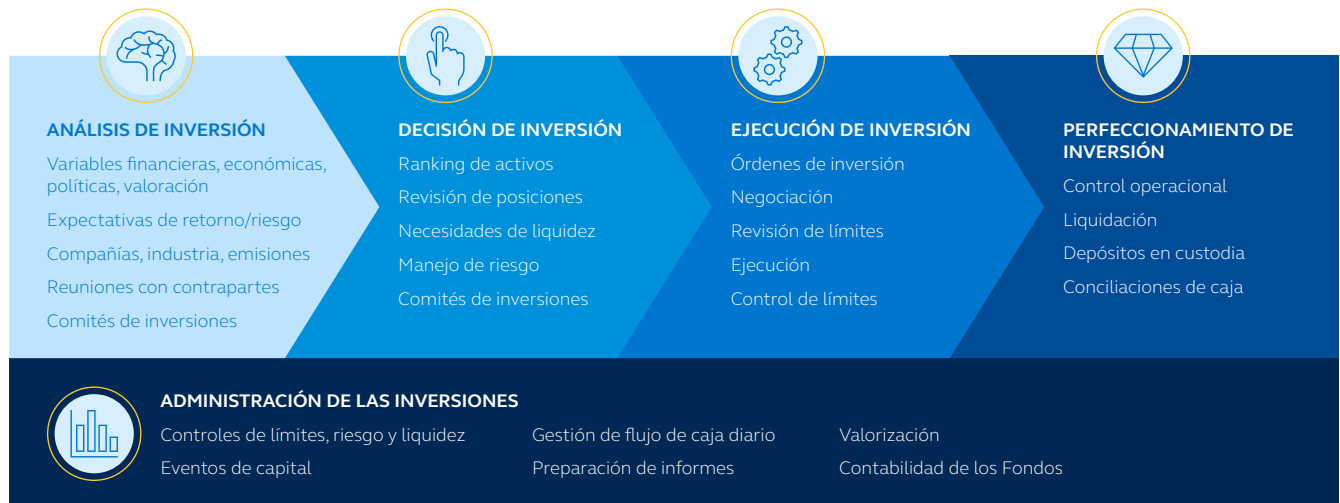 ANÁLISIS DE INVERSIÓN
Variables financieras, económicas,
políticas, valoración
Expectativas de retorno/riesgo
Compañías, industria, emisiones
Reuniones con contrapartes
Comités de inversiones
DECISIÓN DE INVERSIÓN
Ranking de activos
Revisión de posiciones
Necesidades de liquidez
Manejo de riesgo
Comités de inversiones
EJECUCIÓN DE INVERSIÓN
Órdenes de inversión
Negociación
Revisión de límites
Ejecución
Control de límites
PERFECCIONAMIENTO DE
INVERSIÓN
Control operacional
Liquidación
Depósitos en custodia
Conciliaciones de caja
ADMINISTRACIÓN DE LAS INVERSIONES
Controles de límites, riesgo y liquidez
Eventos de capital
Gestión de flujo de caja diario
Preparación de informes
Valorización
Contabilidad de los Fondos